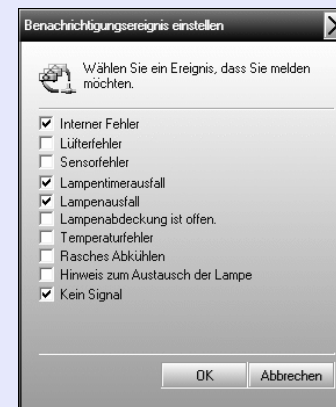 Benachrichtigungsereignis einstellen
Wählen Sie ein Ereignis, dass Sie melden
möchten.
Interner Fehler
Lüfterfehler
Sensorfehler
Lampentimerausfall
Lampenausfall
Lampenabdeckung ist offen.
Temperaturfehler
Rasches Abkühlen
Hinweis zum Austausch der Lampe
Kein Signal
OK Abbrechen